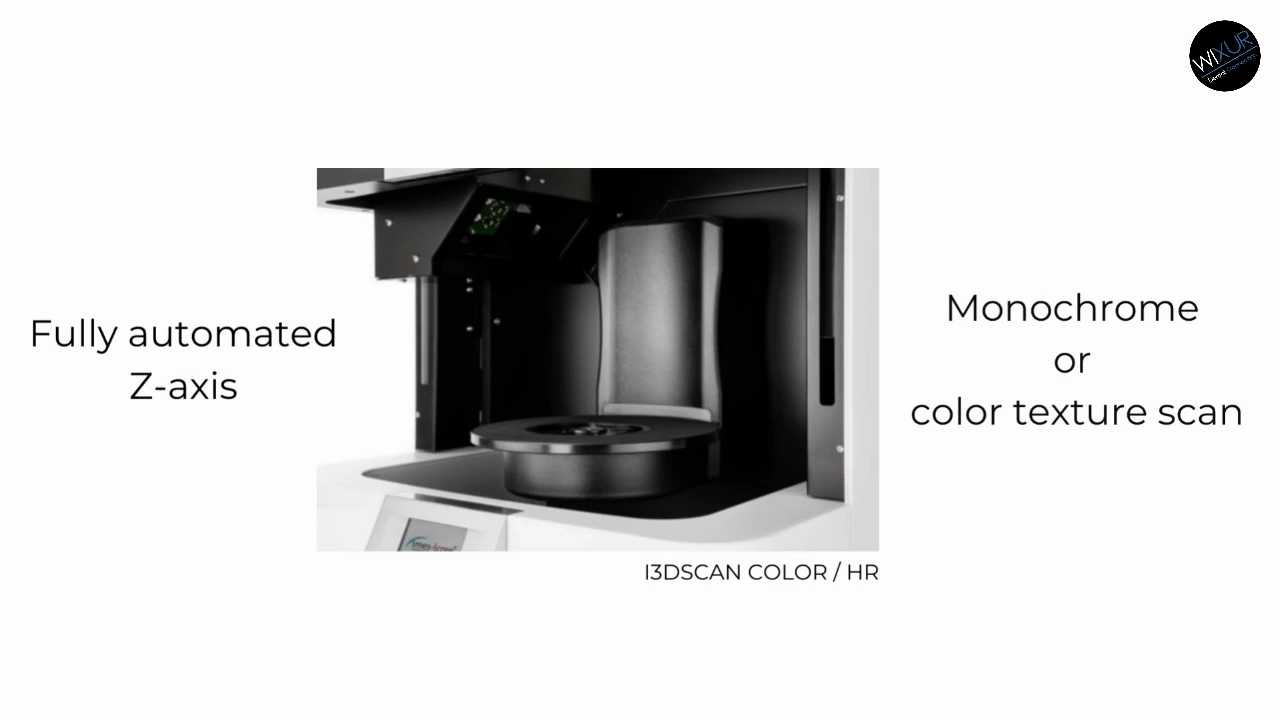 WIXUR
Fully automated
Z-axis
Monochrome
or
color texture scan
I3DSCAN COLOR / HR